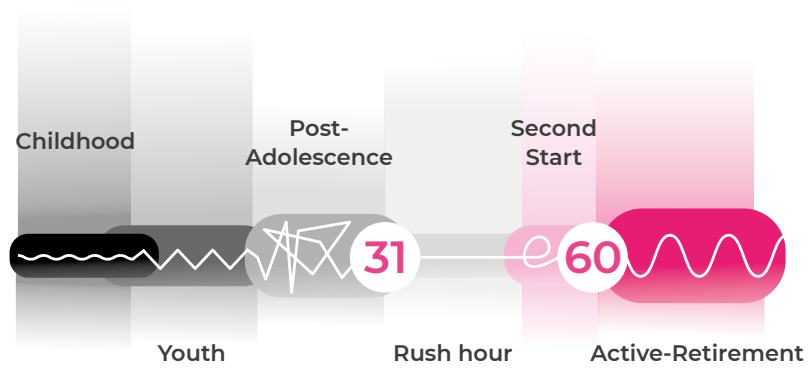 Childhood
Post-
Adolescence
Second
Start
31
60
Youth
Rush hour
Active-Retirement